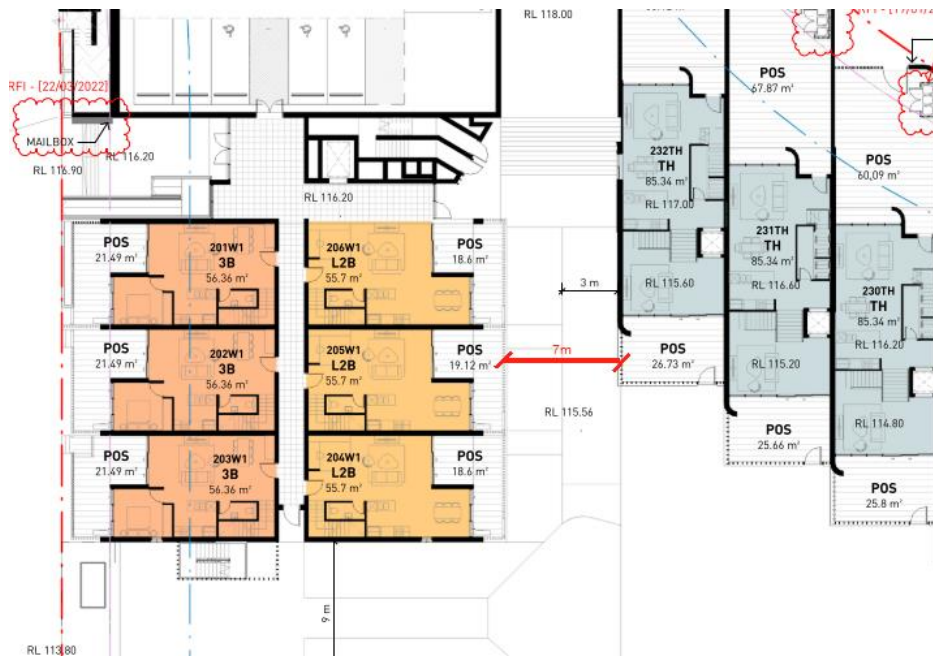 RL 118.00
RFI - [22/03/2022]
MAILBOX
RL 116.20
RL 116.90
RL 116.20
POS
67.87 m²
232TH
TH
85.34 m²
RL 117.00
RL 115.60
POS
60.09 m²
231TH
TH
85.34 m²
RL 116.60
RL 115.20
230TH
TH
85.34 m²
RL 116.20
RL 114.80
POS
21.49 m²
201W1
3B
56.36 m²
206W1
L2B
55.7 m²
POS
18.6 m²
3 m
POS
21.49 m²
202W1
3B
56.36 m²
205W1
L2B
55.7 m²
POS
19.12 m²
7m
POS
26.73 m²
RL 115.56
POS
21.49 m²
203W1
3B
56.36 m²
204W1
L2B
55.7 m²
POS
18.6 m²
POS
25.66 m²
POS
25.8 m²
9 m
RL 113.80